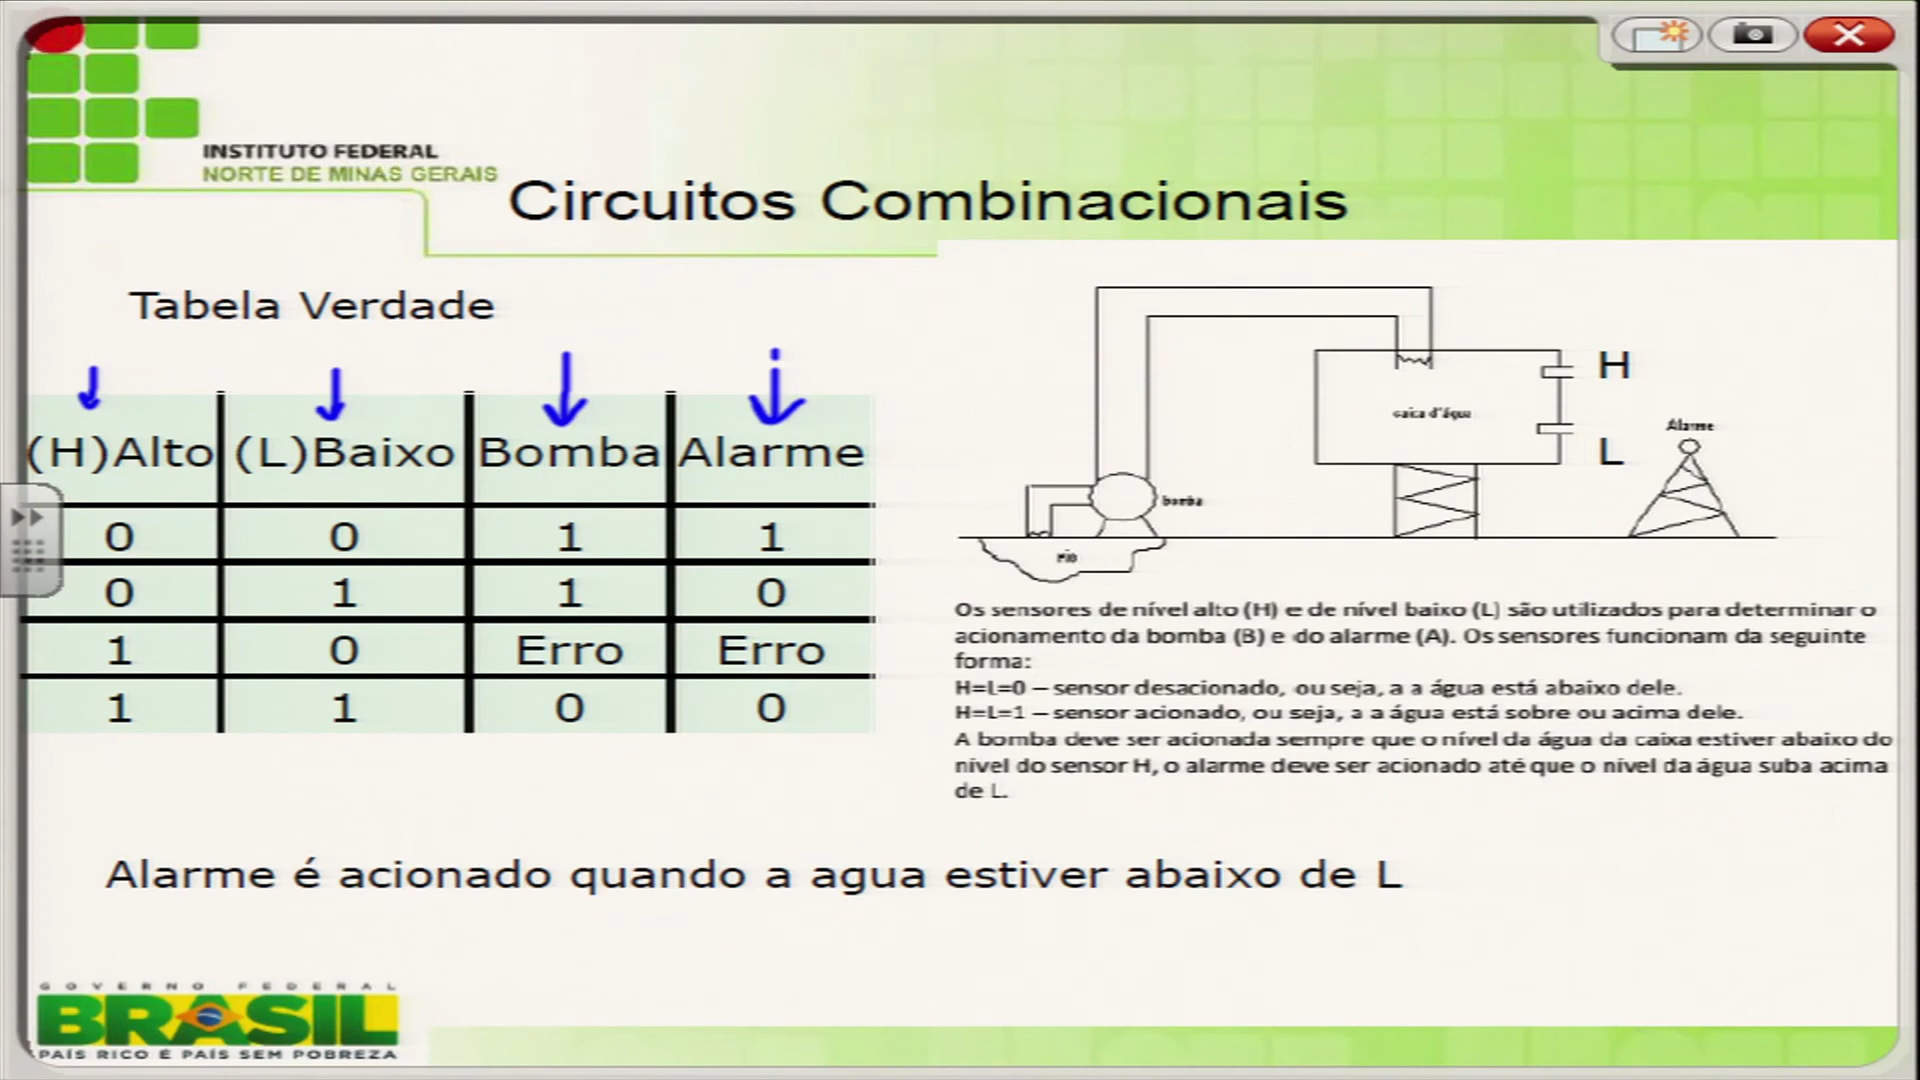 INSTITUTO FEDERAL
NORTE DE MINAS GERAIS
Circuitos Combinacionais
Tabela Verdade
(H)Alto (L)Baixo Bomba Alarme
0 0 1 1
0 1 1 0
1 0 Erro Erro
1 1 0 0
H
caixa d'água
L
Alarme
bomba
rio
Os sensores de nível alto (H) e de nível baixo (L) são utilizados para determinar o
acionamento da bomba (B) e do alarme (A). Os sensores funcionam da seguinte
forma:
H=L=0 – sensor desacionado, ou seja, a a água está abaixo dele.
H=L=1 – sensor acionado, ou seja, a a água está sobre ou acima dele.
A bomba deve ser acionada sempre que o nível da água da caixa estiver abaixo do
nível do sensor H, o alarme deve ser acionado até que o nível da água suba acima
de L.
Alarme é acionado quando a agua estiver abaixo de L
GOVERNO FEDERAL
BRASIL
PAÍS RICO É PAÍS SEM POBREZA